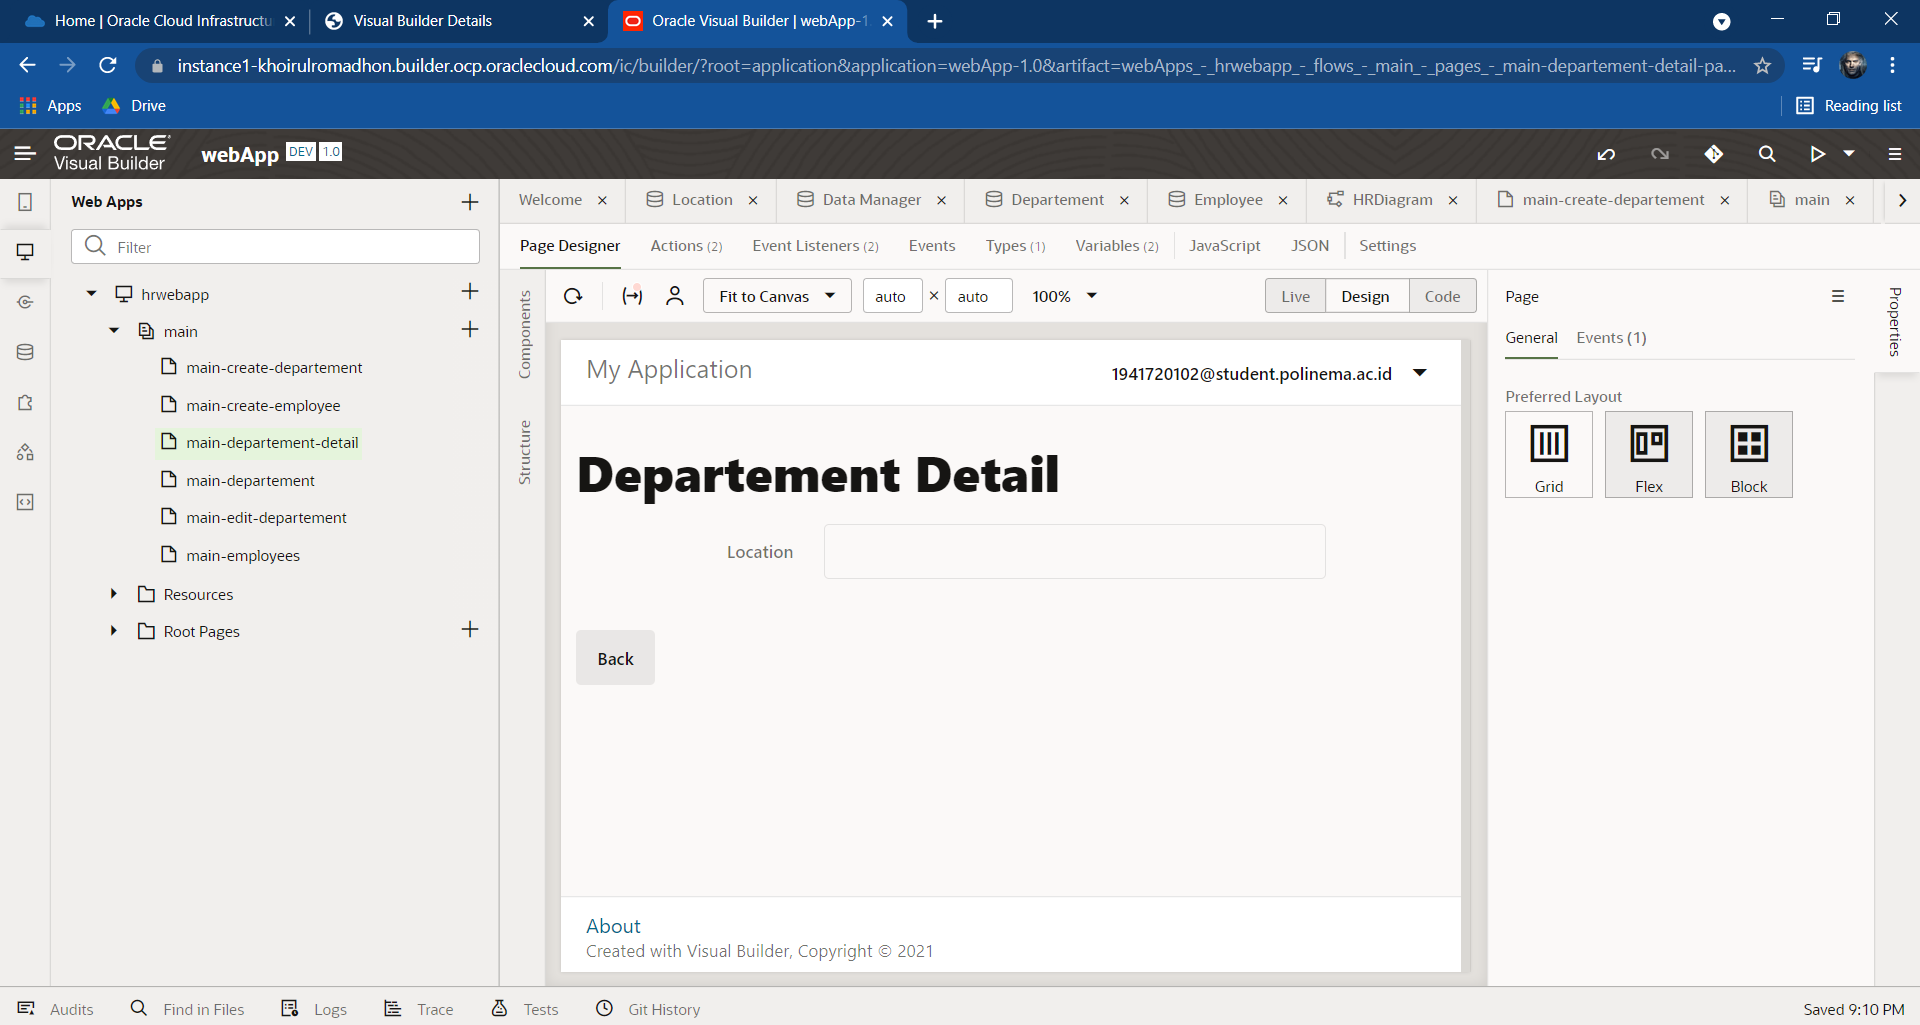 Home | Oracle Cloud Infrastructu
Visual Builder Details
Oracle Visual Builder | webApp-1.
instance1-khoirulromadhon.builder.ocp.oraclecloud.com/ic/builder/?root=application&application=webApp-1.0&artifact=webApps_-_hrwebapp_-_flows_-_main_-_pages_-_main-departement-detail-pa...
Apps
Drive
Reading list
ORACLE
Visual Builder
webApp
DEV
1.0
Web Apps
Filter
hrwebapp
main
main-create-departement
main-create-employee
main-departement-detail
main-departement
main-edit-departement
main-employees
Resources
Root Pages
Welcome
Location
Data Manager
Departement
Employee
HRDiagram
main-create-departement
main
Page Designer
Actions (2)
Event Listeners (2)
Events
Types (1)
Variables (2)
JavaScript
JSON
Settings
Components
Structure
Fit to Canvas
auto
×
auto
100%
Live
Design
Code
My Application
1941720102@student.polinema.ac.id
Departement Detail
Location
Back
About
Created with Visual Builder, Copyright © 2021
Page
General
Events (1)
Preferred Layout
Grid
Flex
Block
Properties
Audits
Find in Files
Logs
Trace
Tests
Git History
Saved 9:10 PM